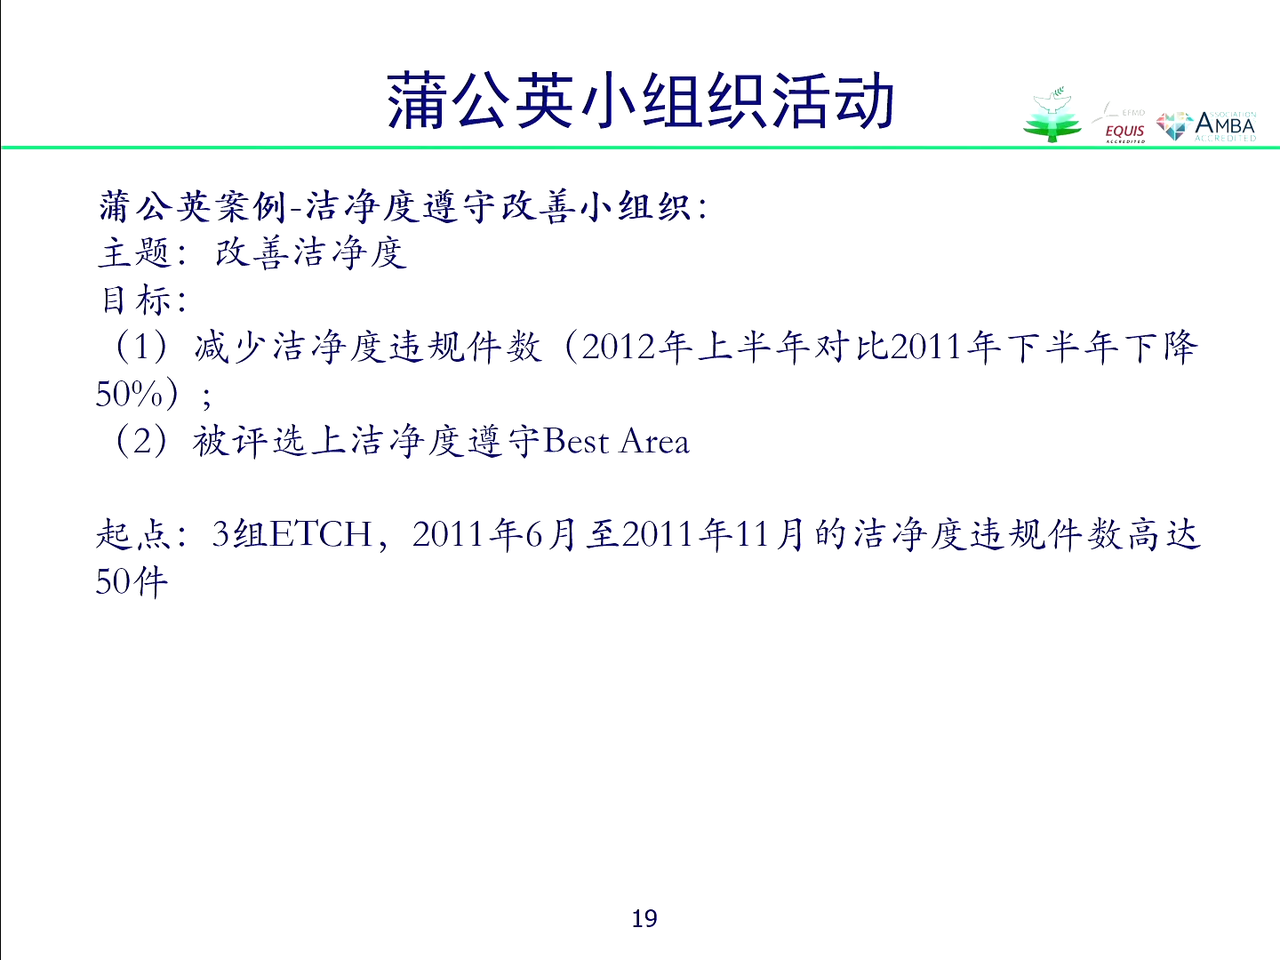 蒲公英小组织活动
EFMD
EQUIS
ACCREDITED
ASSOCIATION
AMBA
ACCREDITED
蒲公英案例-洁净度遵守改善小组织：
主题：改善洁净度
目标：
（1）减少洁净度违规件数（2012年上半年对比2011年下半年下降
50%）；
（2）被评选上洁净度遵守Best Area
起点：3组ETCH，2011年6月至2011年11月的洁净度违规件数高达
50件
19